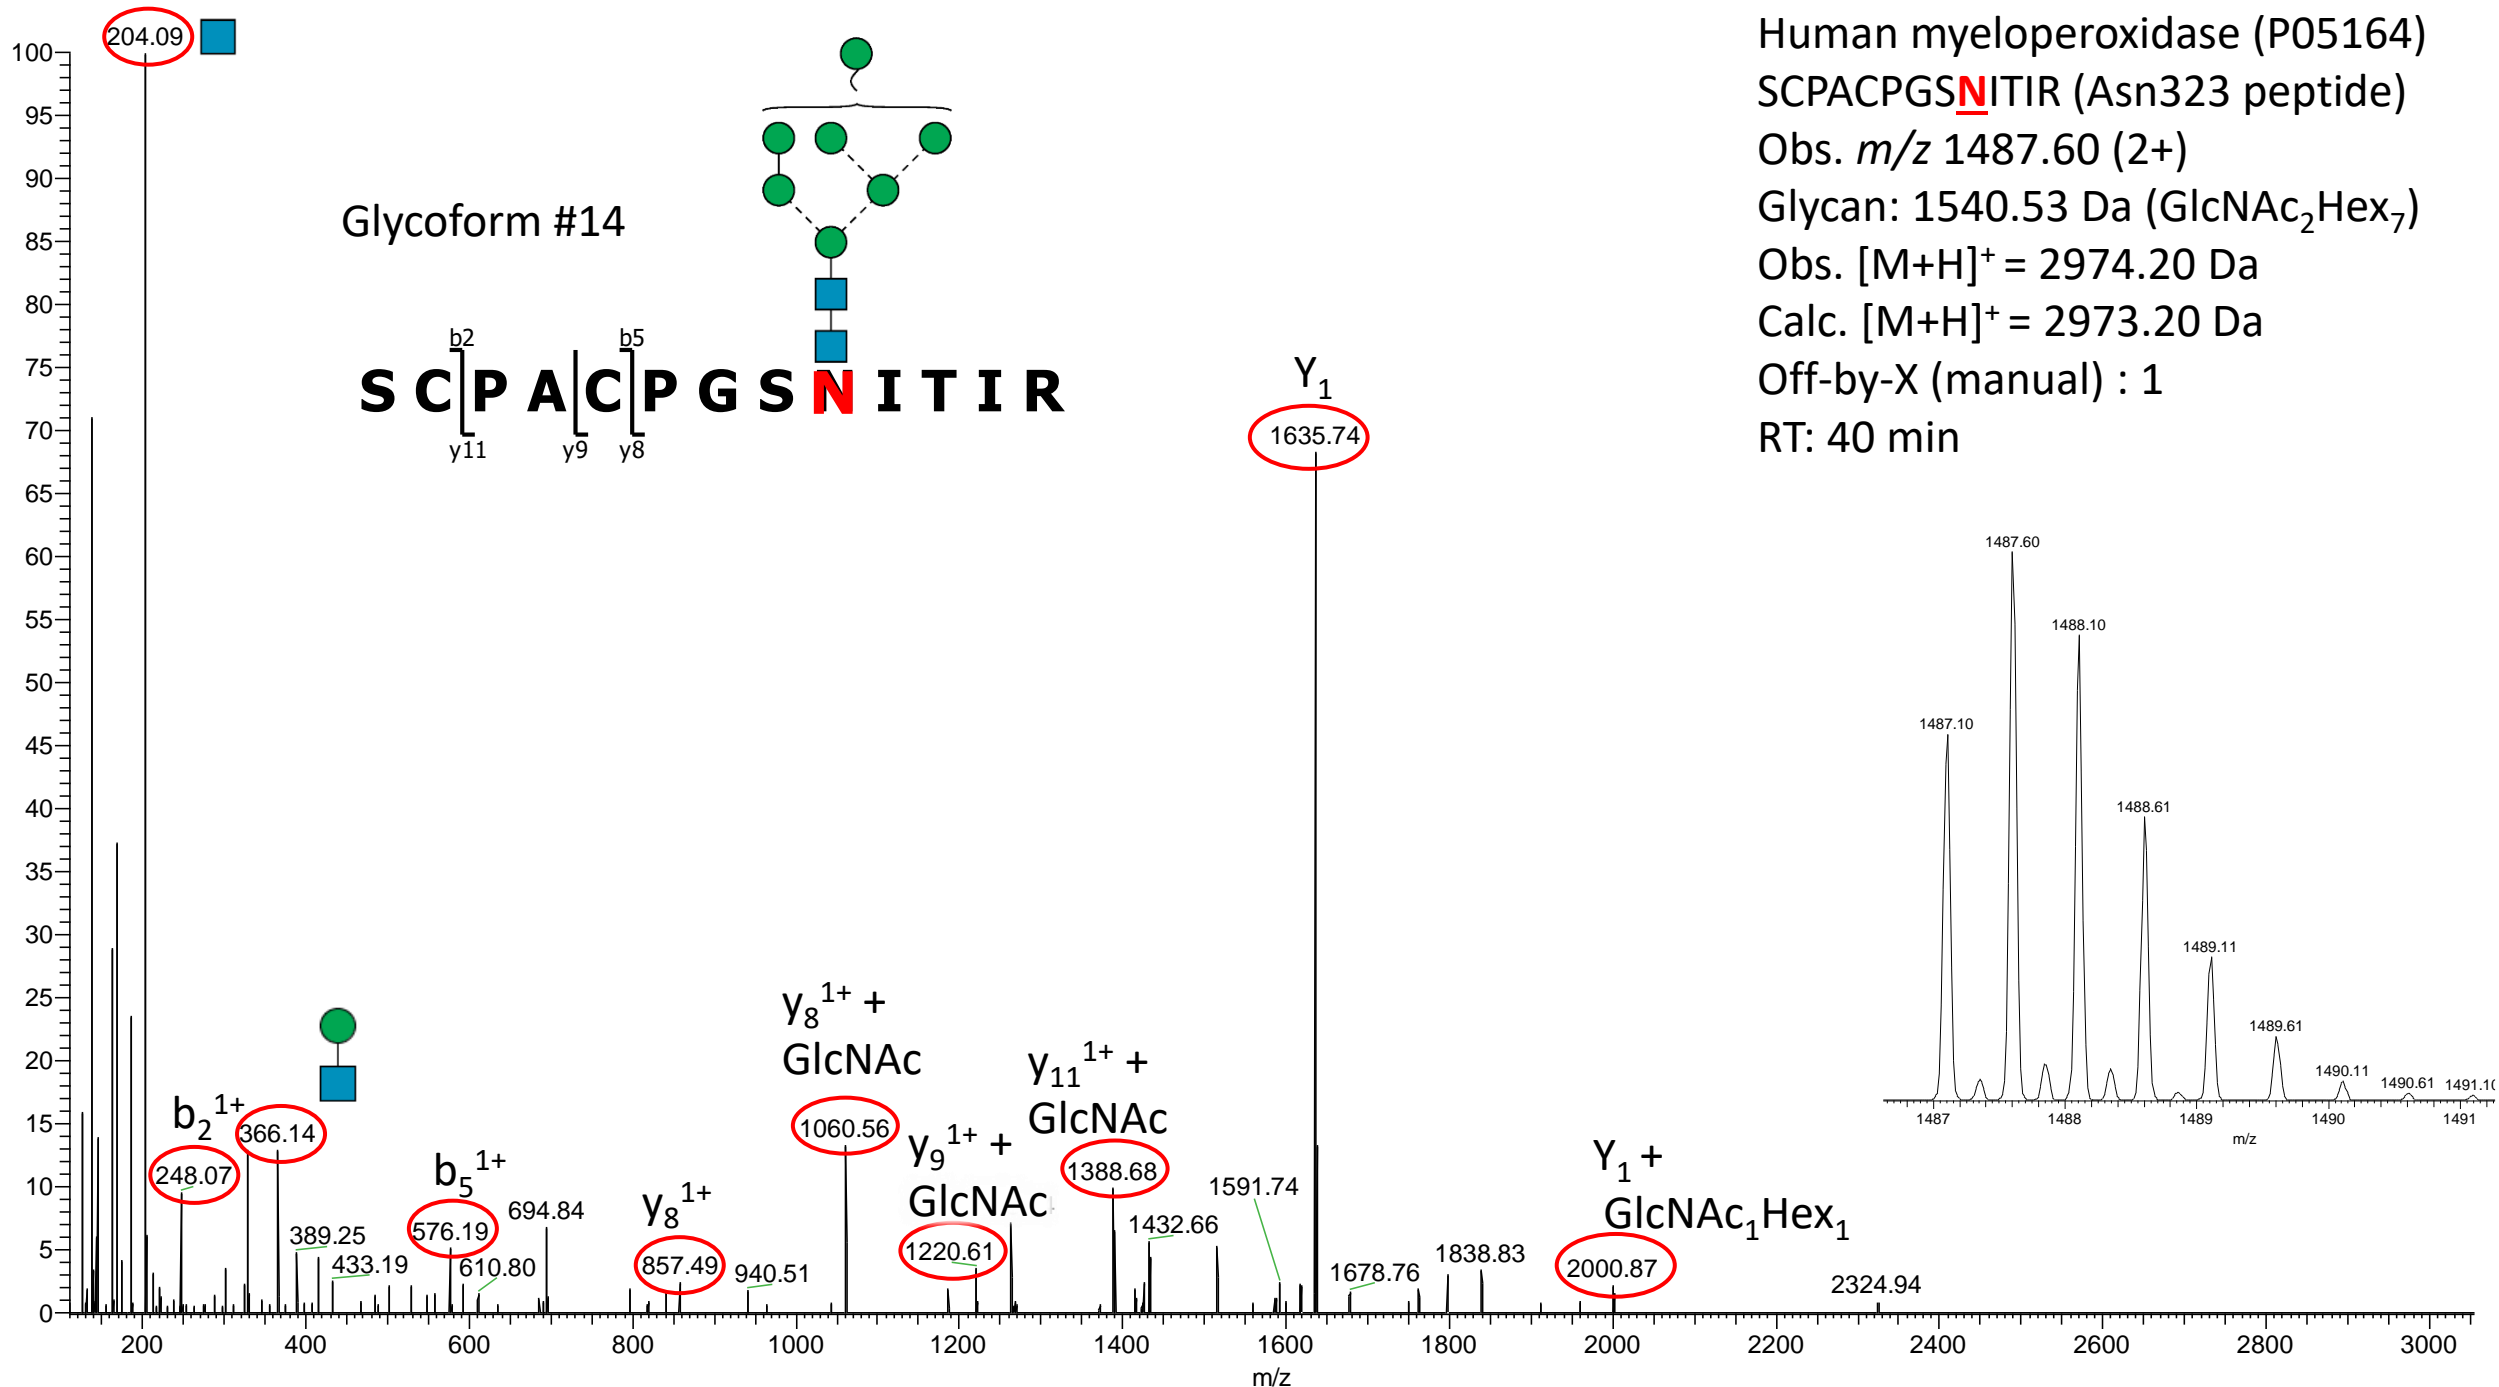 204.09
Human myeloperoxidase (P05164)
SCPACPGSNITIR (Asn323 peptide)
Obs. m/z 1487.60 (2+)
Glycan: 1540.53 Da (GlcNAc2Hex7)
Obs. [M+H]+ = 2974.20 Da
Calc. [M+H]+ = 2973.20 Da
Off-by-X (manual) : 1
RT: 40 min
Glycoform #14
b2 b5
S C P A C P G S N I T I R
y11 y9 y8
Y1
1635.74
100
95
90
85
80
75
70
65
60
55
50
45
40
35
30
25
20
15
10
5
0
b2 1+
248.07
366.14
389.25
433.19
b5 1+
576.19
610.80
694.84
y8 1+
857.49
940.51
y8 1+ +
GlcNAc
1060.56
y9 1+ +
GlcNAc
1220.61
y11 1+ +
GlcNAc
1388.68
1432.66
1591.74
1678.76
1838.83
Y1 +
GlcNAc1Hex1
2000.87
2324.94
200 400 600 800 1000 1200 1400 1600 1800 2000 2200 2400 2600 2800 3000
m/z
1487.60
1488.10
1487.10
1488.61
1489.11
1489.61
1490.11
1490.61
1491.10
1487 1488 1489 1490 1491
m/z